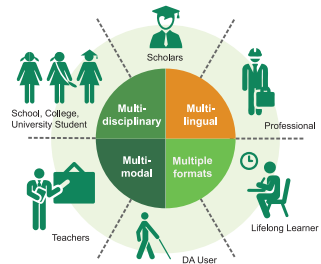 Scholars
School, College,
University Student
Professional
Multi-
disciplinary
Multi-
lingual
Multi-
modal
Multiple
formats
Teachers
DA User
Lifelong Learner